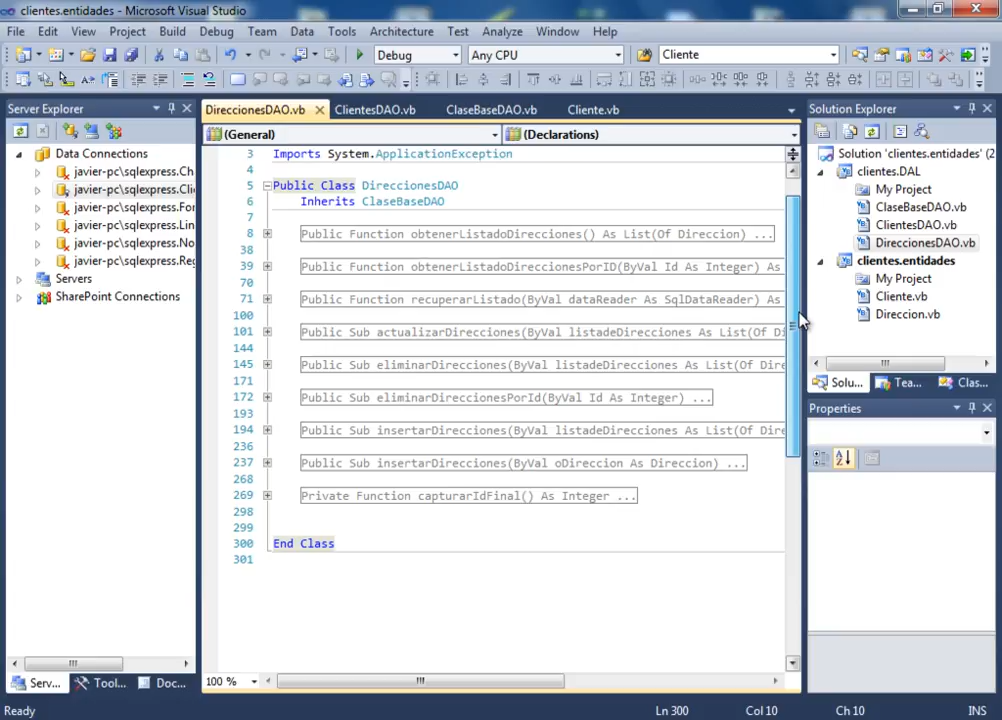 clientes.entidades - Microsoft Visual Studio
File Edit View Project Build Debug Team Data Tools Architecture Test Analyze Window Help
Debug Any CPU Cliente
Server Explorer
DireccionesDAO.vb ClientesDAO.vb ClaseBaseDAO.vb Cliente.vb
Solution Explorer
(General) (Declarations)
Data Connections
javier-pc\sqlexpress.Ch
javier-pc\sqlexpress.Cli
javier-pc\sqlexpress.For
javier-pc\sqlexpress.Lin
javier-pc\sqlexpress.No
javier-pc\sqlexpress.Reg
Servers
SharePoint Connections
3 Imports System.ApplicationException
4
5 Public Class DireccionesDAO
6 Inherits ClaseBaseDAO
7
8 Public Function obtenerListadoDirecciones() As List(Of Direccion) ...
38
39 Public Function obtenerListadoDireccionesPorID(ByVal Id As Integer) As
70
71 Public Function recuperarListado(ByVal dataReader As SqlDataReader) As
100
101 Public Sub actualizarDirecciones(ByVal listadeDirecciones As List(Of Di
144
145 Public Sub eliminarDirecciones(ByVal listadeDirecciones As List(Of Dire
171
172 Public Sub eliminarDireccionesPorId(ByVal Id As Integer) ...
193
194 Public Sub insertarDirecciones(ByVal listadeDirecciones As List(Of Dire
236
237 Public Sub insertarDirecciones(ByVal oDireccion As Direccion) ...
268
269 Private Function capturarIdFinal() As Integer ...
298
299
300 End Class
301
Solution 'clientes.entidades' (2 projects)
clientes.DAL
My Project
ClaseBaseDAO.vb
ClientesDAO.vb
DireccionesDAO.vb
clientes.entidades
My Project
Cliente.vb
Direccion.vb
Solu... Tea... Clas...
Properties
100 %
Serv... Tool... Doc...
Ready Ln 300 Col 10 Ch 10 INS